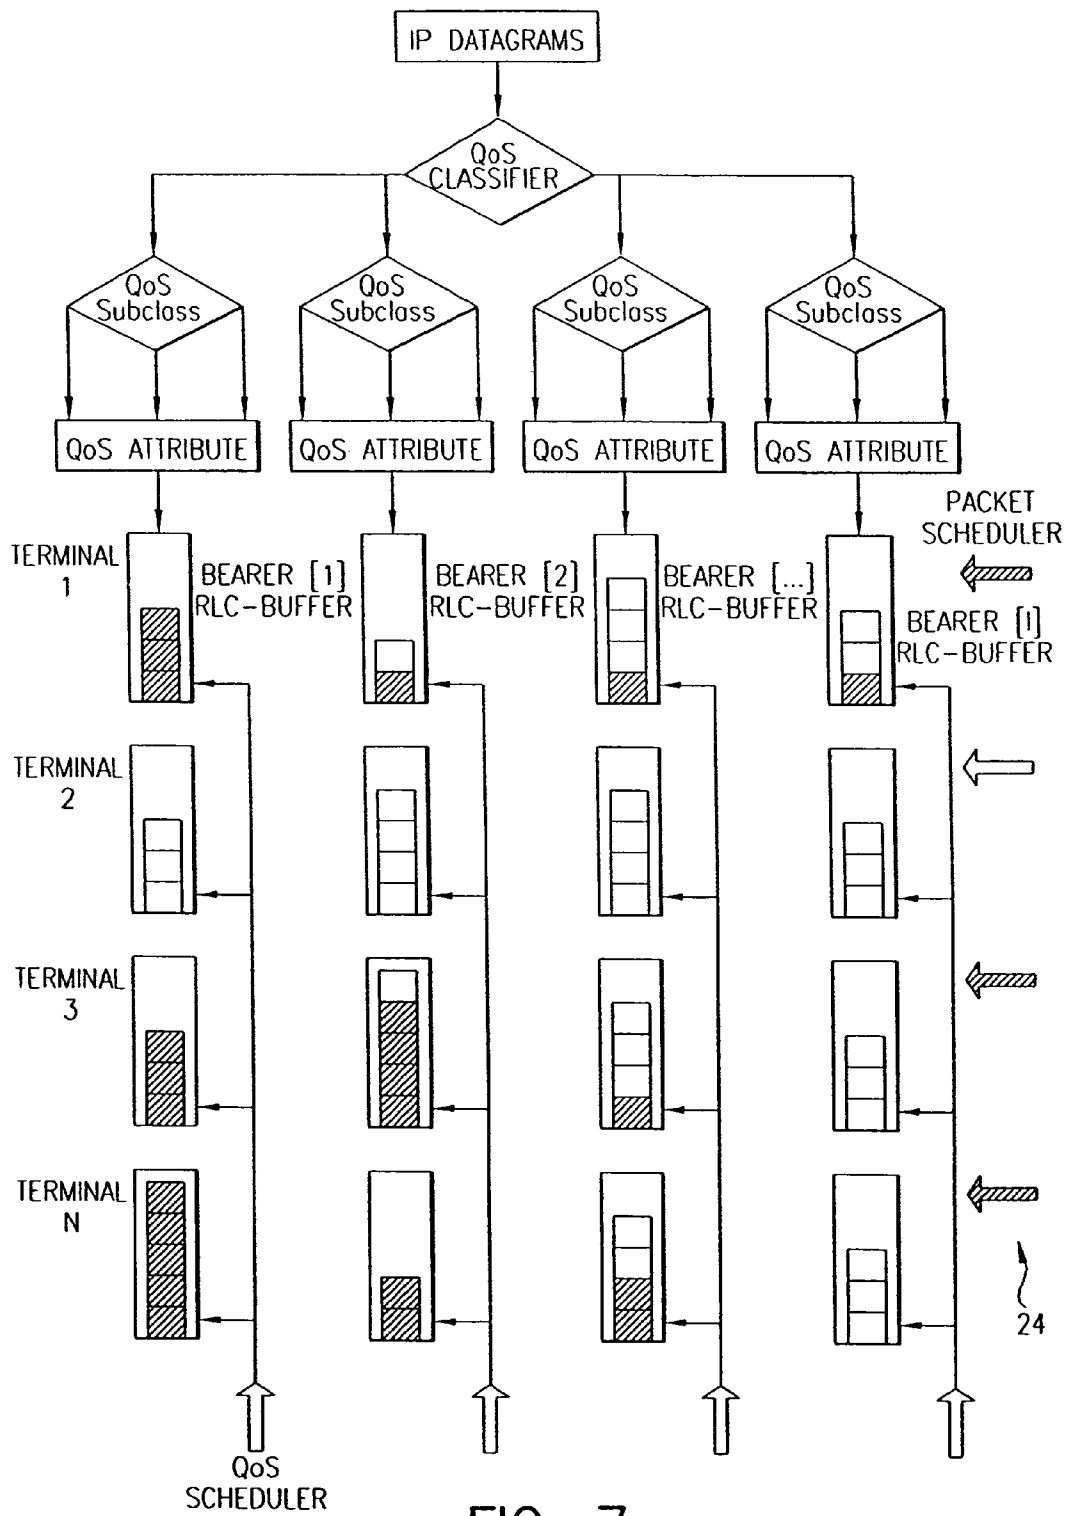 IP DATAGRAMS
QoS
CLASSIFIER
QoS
Subclass
QoS
Subclass
QoS
Subclass
QoS
Subclass
QoS ATTRIBUTE
QoS ATTRIBUTE
QoS ATTRIBUTE
QoS ATTRIBUTE
PACKET
SCHEDULER
TERMINAL
1
BEARER [1]
RLC-BUFFER
BEARER [2]
RLC-BUFFER
BEARER [...]
RLC-BUFFER
BEARER [I]
RLC-BUFFER
TERMINAL
2
TERMINAL
3
TERMINAL
N
24
QoS
SCHEDULER
FIG. 7